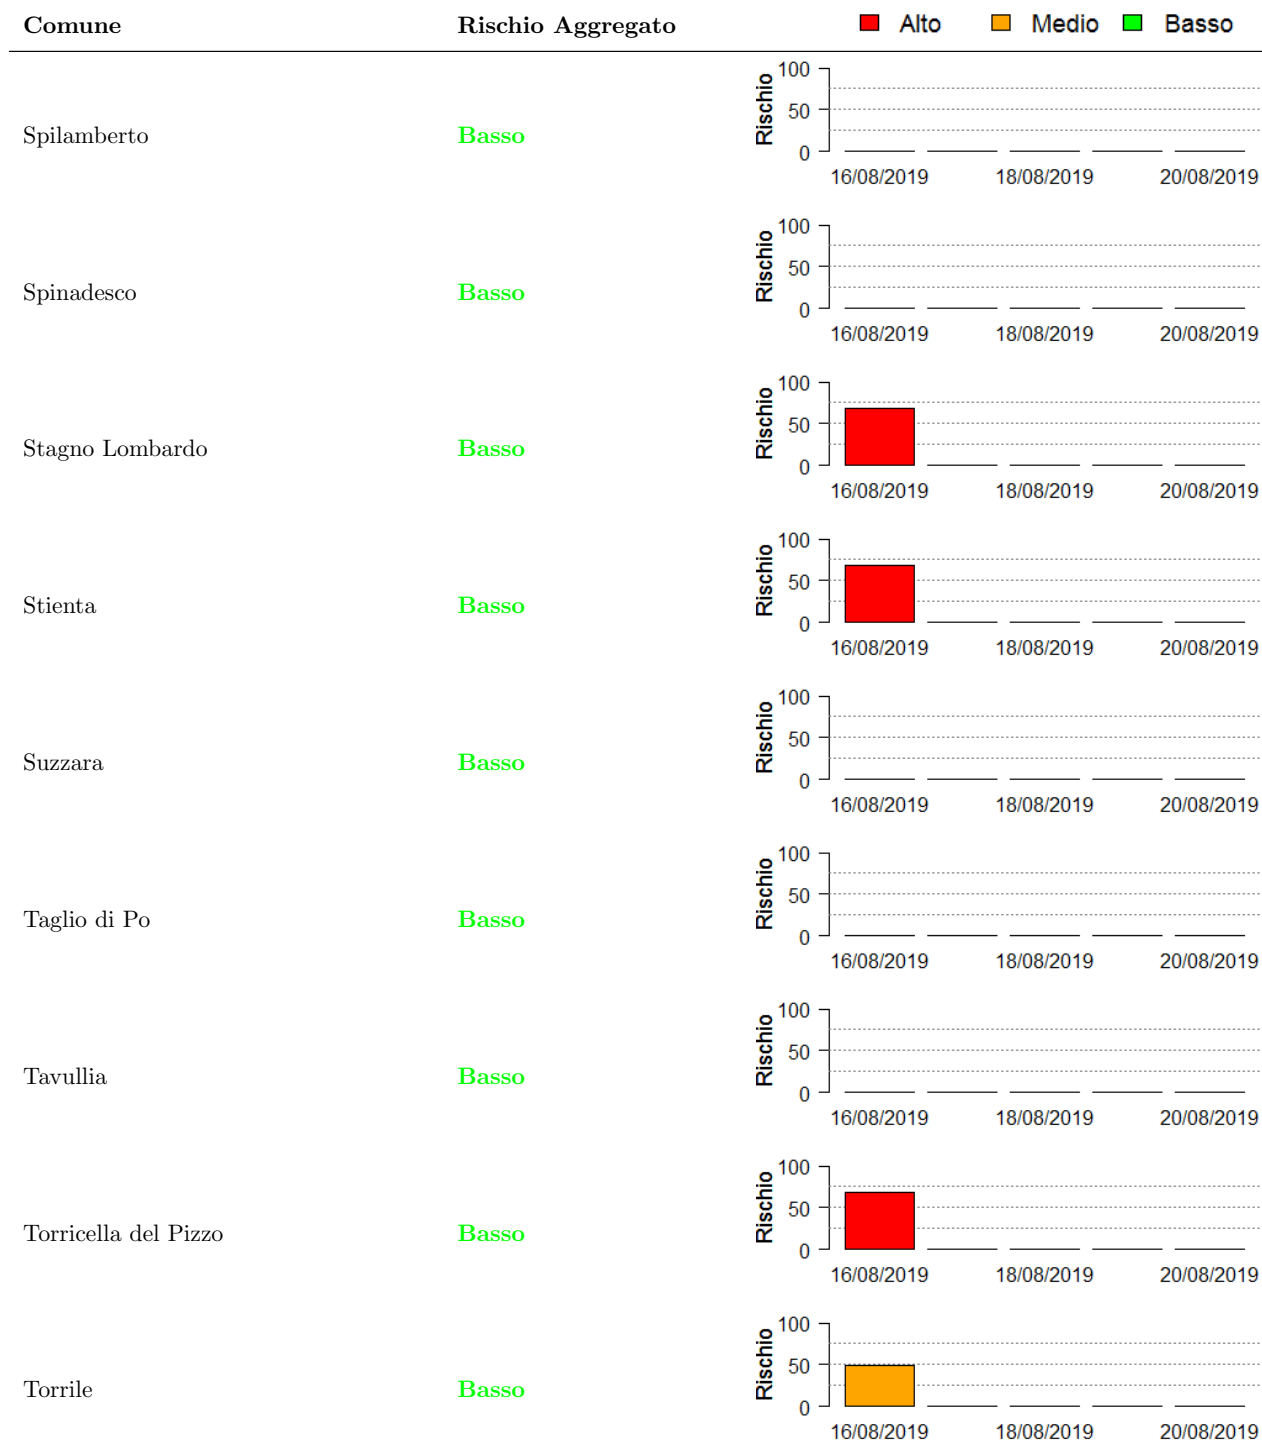 Comune Rischio Aggregato Alto Medio Basso
100
50
0
Rischio
Spilamberto Basso
16/08/2019 18/08/2019 20/08/2019
100
50
0
Rischio
Spinadesco Basso
16/08/2019 18/08/2019 20/08/2019
100
50
0
Rischio
Stagno Lombardo Basso
16/08/2019 18/08/2019 20/08/2019
100
50
0
Rischio
Stienta Basso
16/08/2019 18/08/2019 20/08/2019
100
50
0
Rischio
Suzzara Basso
16/08/2019 18/08/2019 20/08/2019
100
50
0
Rischio
Taglio di Po Basso
16/08/2019 18/08/2019 20/08/2019
100
50
0
Rischio
Tavullia Basso
16/08/2019 18/08/2019 20/08/2019
100
50
0
Rischio
Torricella del Pizzo Basso
16/08/2019 18/08/2019 20/08/2019
100
50
0
Rischio
Torrile Basso
16/08/2019 18/08/2019 20/08/2019